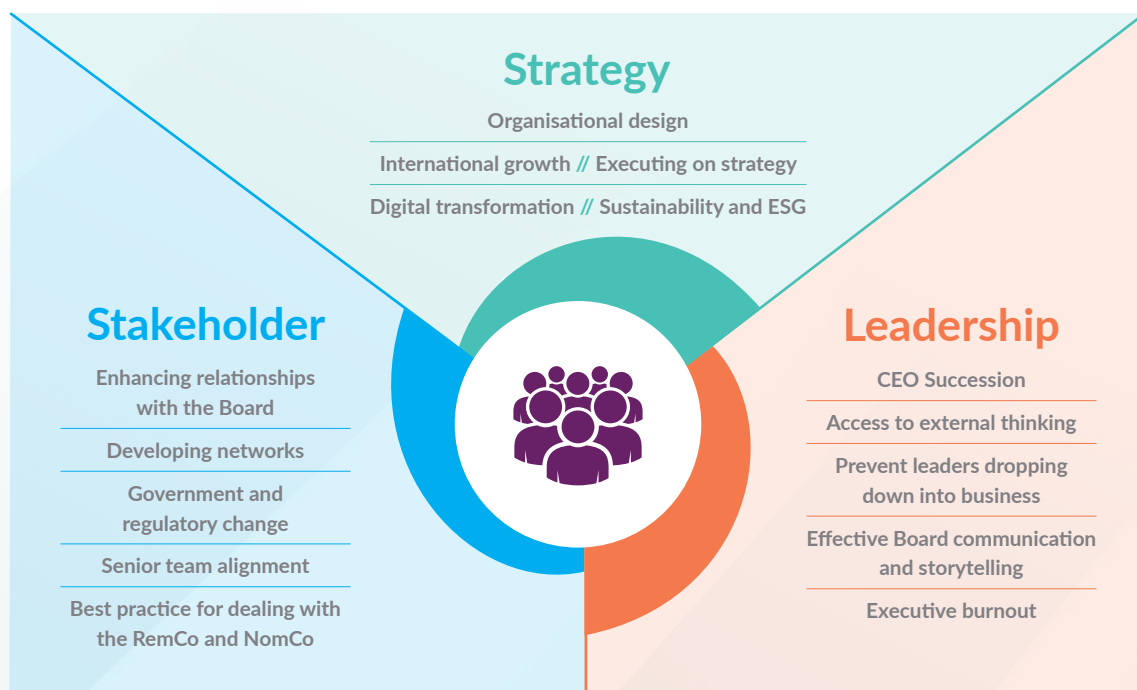 Strategy
Organisational design
International growth // Executing on strategy
Digital transformation // Sustainability and ESG
Stakeholder
Enhancing relationships
with the Board
Developing networks
Government and
regulatory change
Senior team alignment
Best practice for dealing with
the RemCo and NomCo
Leadership
CEO Succession
Access to external thinking
Prevent leaders dropping
down into business
Effective Board communication
and storytelling
Executive burnout